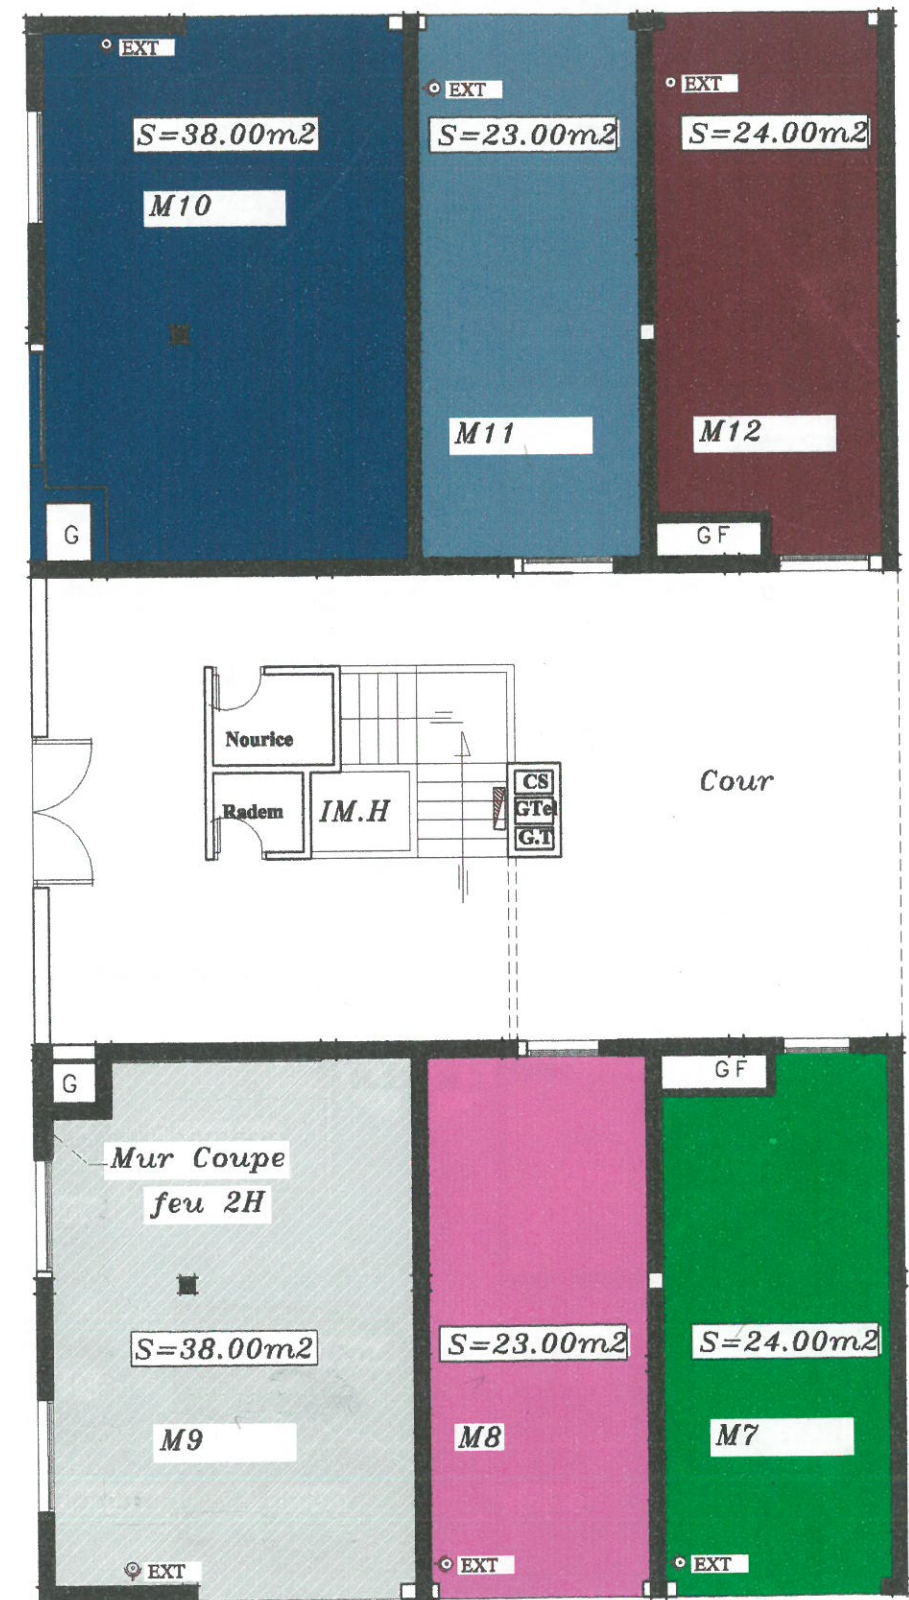 EXT
EXT
EXT
S=38.00m2
S=23.00m2
S=24.00m2
M10
M11
M12
G
GF
Nourice
Radem
IM.H
CS
GTel
G.T
Cour
G
GF
Mur Coupe
feu 2H
S=38.00m2
S=23.00m2
S=24.00m2
M9
M8
M7
EXT
EXT
EXT